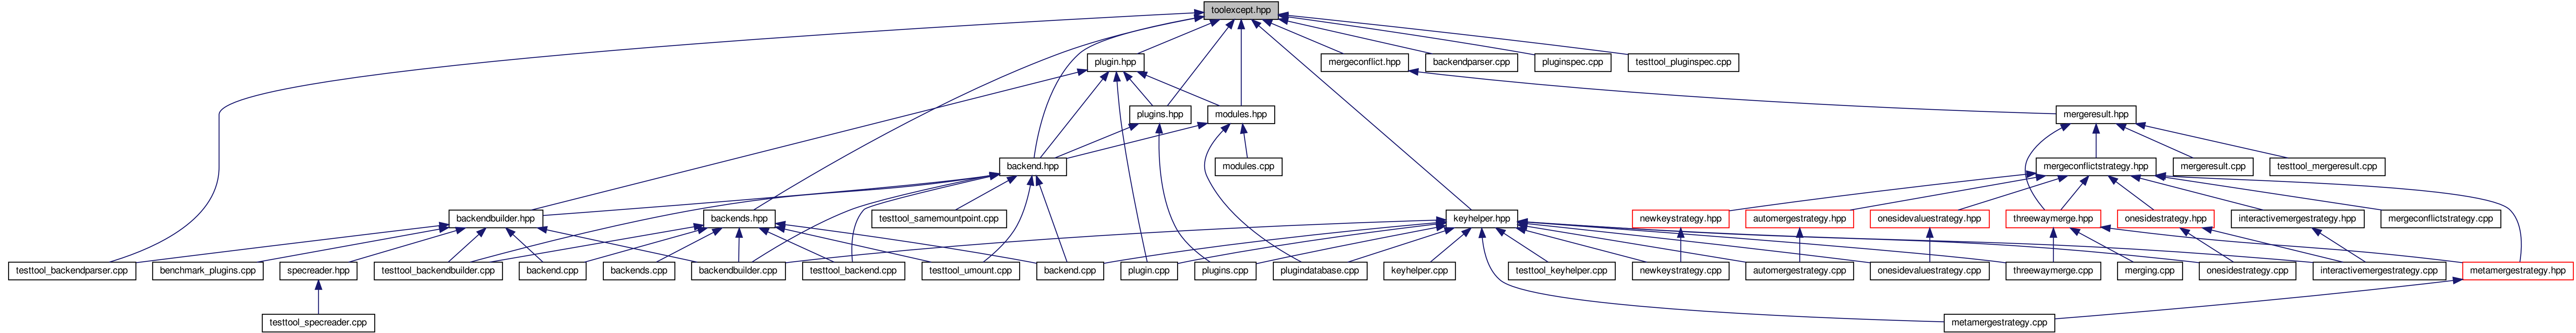 toolexcept.hpp
plugin.hpp
mergeconflict.hpp
backendparser.cpp
pluginspec.cpp
testtool_pluginspec.cpp
plugins.hpp
modules.hpp
mergeresult.hpp
backend.hpp
modules.cpp
mergeconflictstrategy.hpp
mergeresult.cpp
testtool_mergeresult.cpp
backendbuilder.hpp
backends.hpp
testtool_samemountpoint.cpp
keyhelper.hpp
newkeystrategy.hpp
automergestrategy.hpp
onesidevaluestrategy.hpp
threewaymerge.hpp
onesidestrategy.hpp
interactivemergestrategy.hpp
mergeconflictstrategy.cpp
testtool_backendparser.cpp
benchmark_plugins.cpp
specreader.hpp
testtool_backendbuilder.cpp
backend.cpp
backends.cpp
backendbuilder.cpp
testtool_backend.cpp
testtool_umount.cpp
backend.cpp
plugin.cpp
plugins.cpp
plugindatabase.cpp
keyhelper.cpp
testtool_keyhelper.cpp
newkeystrategy.cpp
automergestrategy.cpp
onesidevaluestrategy.cpp
threewaymerge.cpp
merging.cpp
onesidestrategy.cpp
interactivemergestrategy.cpp
metamergestrategy.hpp
testtool_specreader.cpp
metamergestrategy.cpp